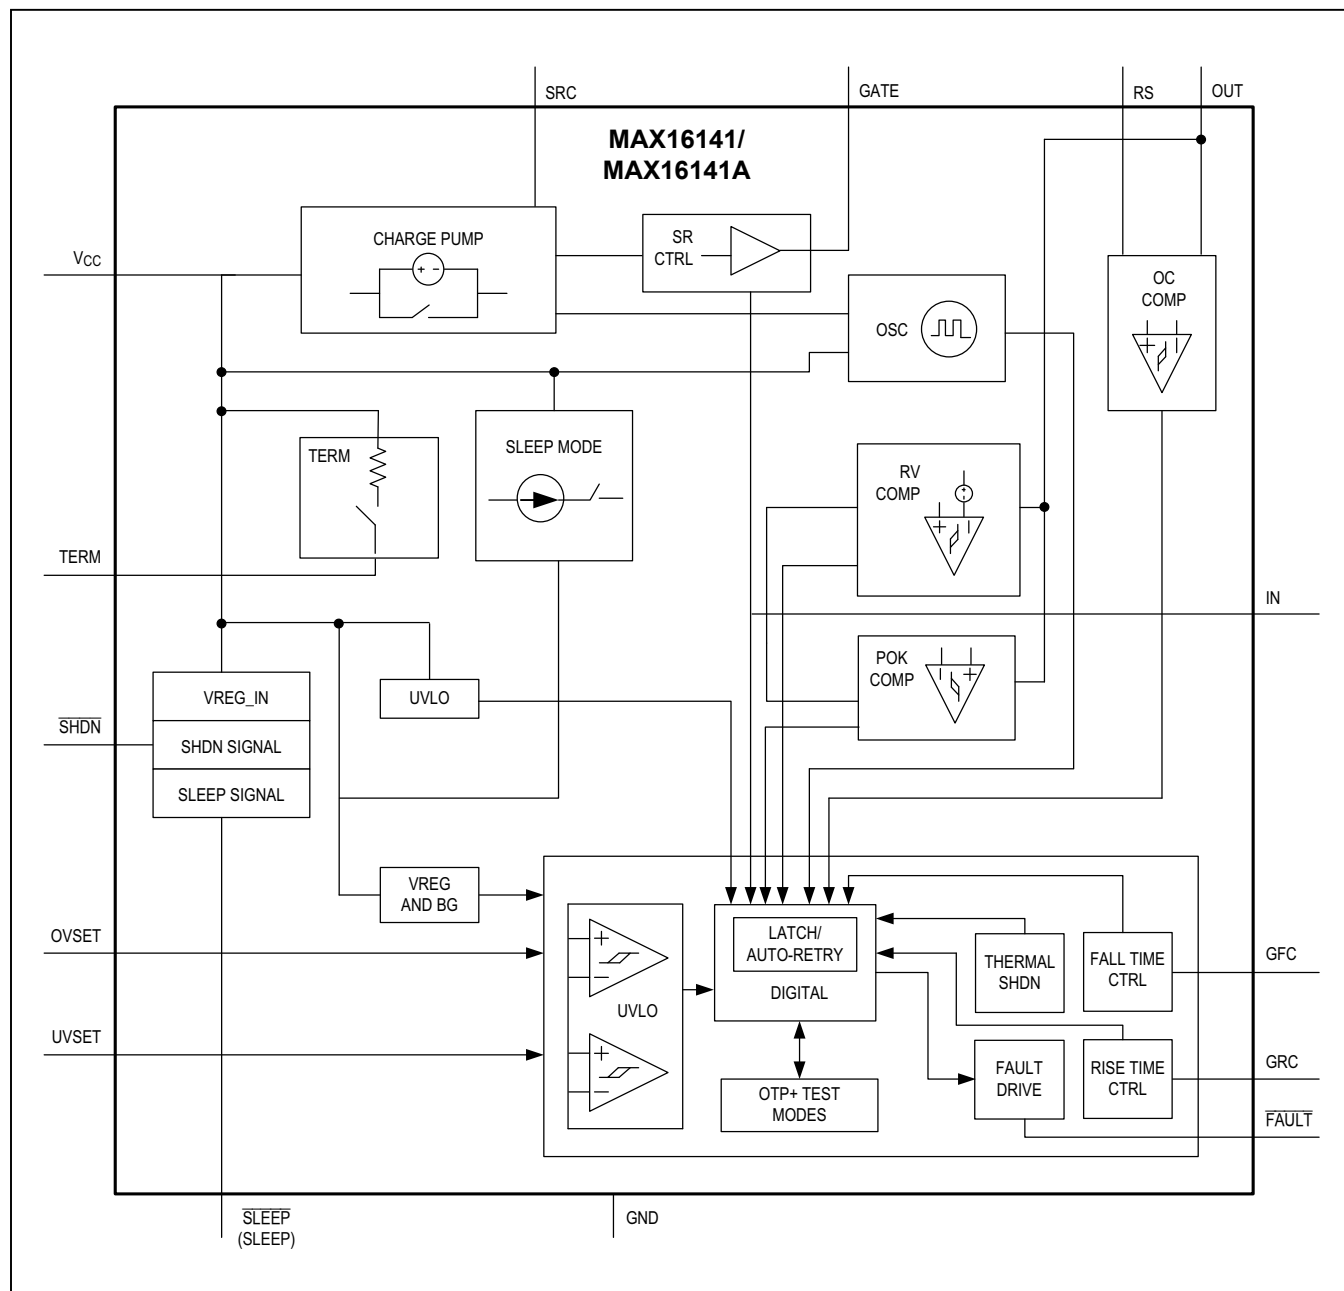 SRC
GATE
RS
OUT
MAX16141/
MAX16141A
VCC
CHARGE PUMP
+ -
SR
CTRL
OSC
OC
COMP
+ -
TERM
SLEEP MODE
RV
COMP
+ -
TERM
IN
VREG_IN
UVLO
POK
COMP
- +
SHDN
SHDN SIGNAL
SLEEP SIGNAL
VREG
AND BG
OVSET
UVSET
+
-
UVLO
+
-
LATCH/
AUTO-RETRY
DIGITAL
THERMAL
SHDN
FALL TIME
CTRL
GFC
OTP+ TEST
MODES
FAULT
DRIVE
RISE TIME
CTRL
GRC
FAULT
SLEEP
(SLEEP)
GND